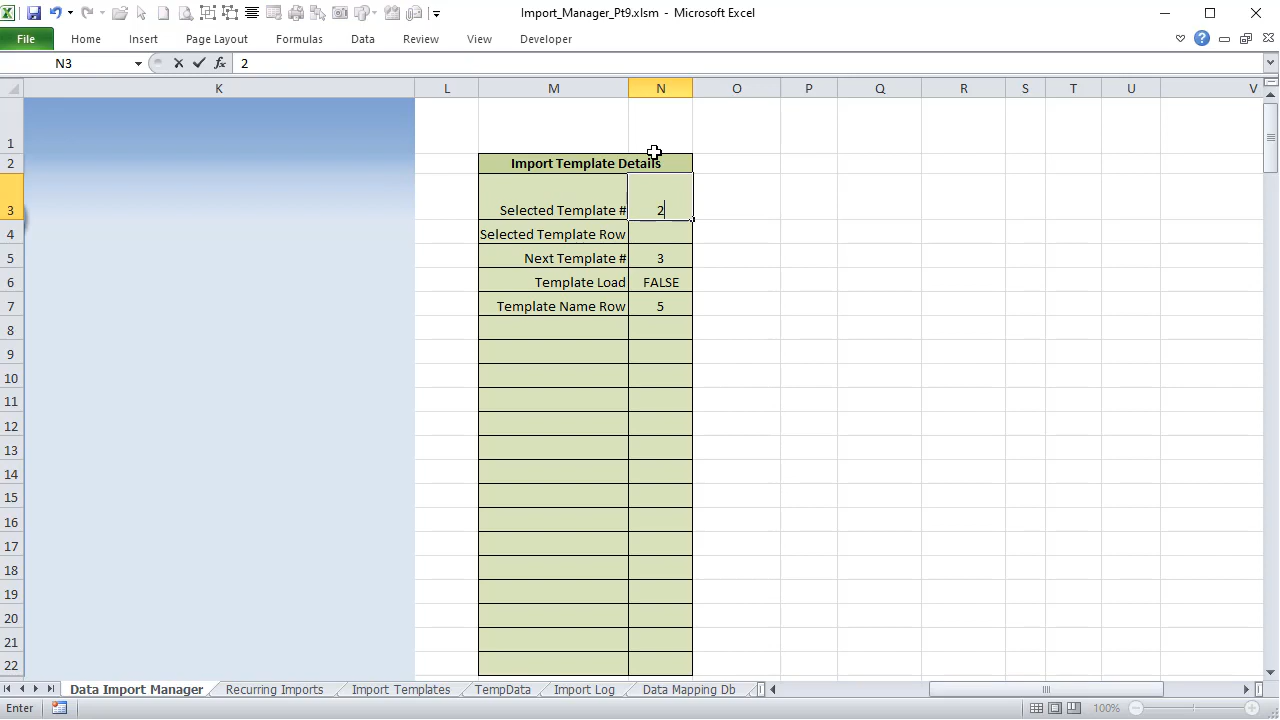 Import_Manager_Pt9.xlsm - Microsoft Excel
File Home Insert Page Layout Formulas Data Review View Developer
N3 fx 2
K L M N O P Q R S T U V
1
2 Import Template Details
3 Selected Template # 2
4 Selected Template Row
5 Next Template # 3
6 Template Load FALSE
7 Template Name Row 5
8
9
10
11
12
13
14
15
16
17
18
19
20
21
22
Data Import Manager Recurring Imports Import Templates TempData Import Log Data Mapping Db
Enter 100%